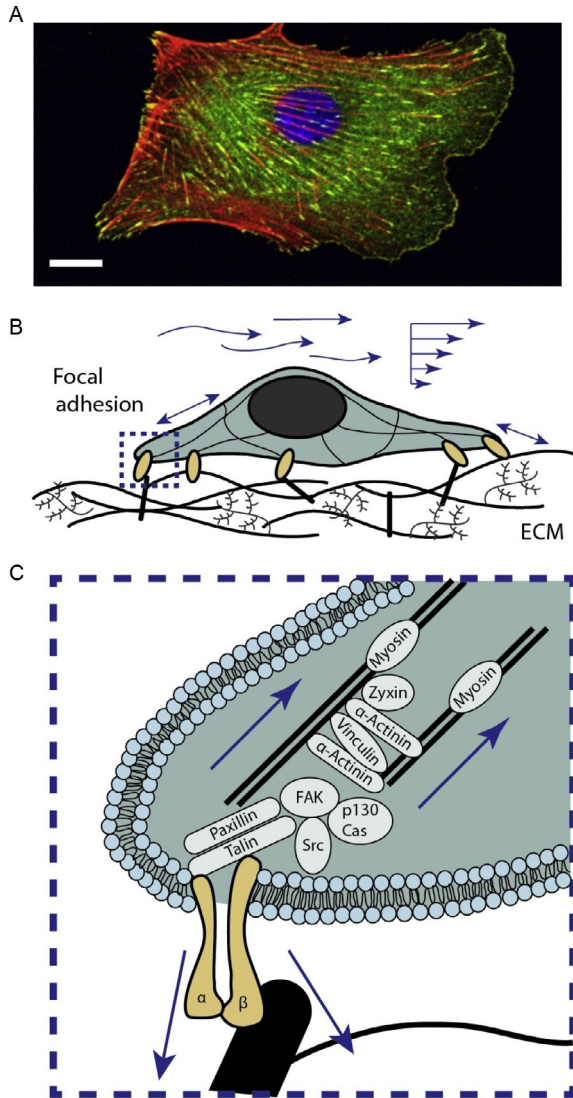 A
B
Focal
adhesion
ECM
C
Myosin
Zyxin
Myosin
α-Actinin
Vinculin
α-Actinin
FAK
p130
Cas
Paxillin
Talin
Src
α
β